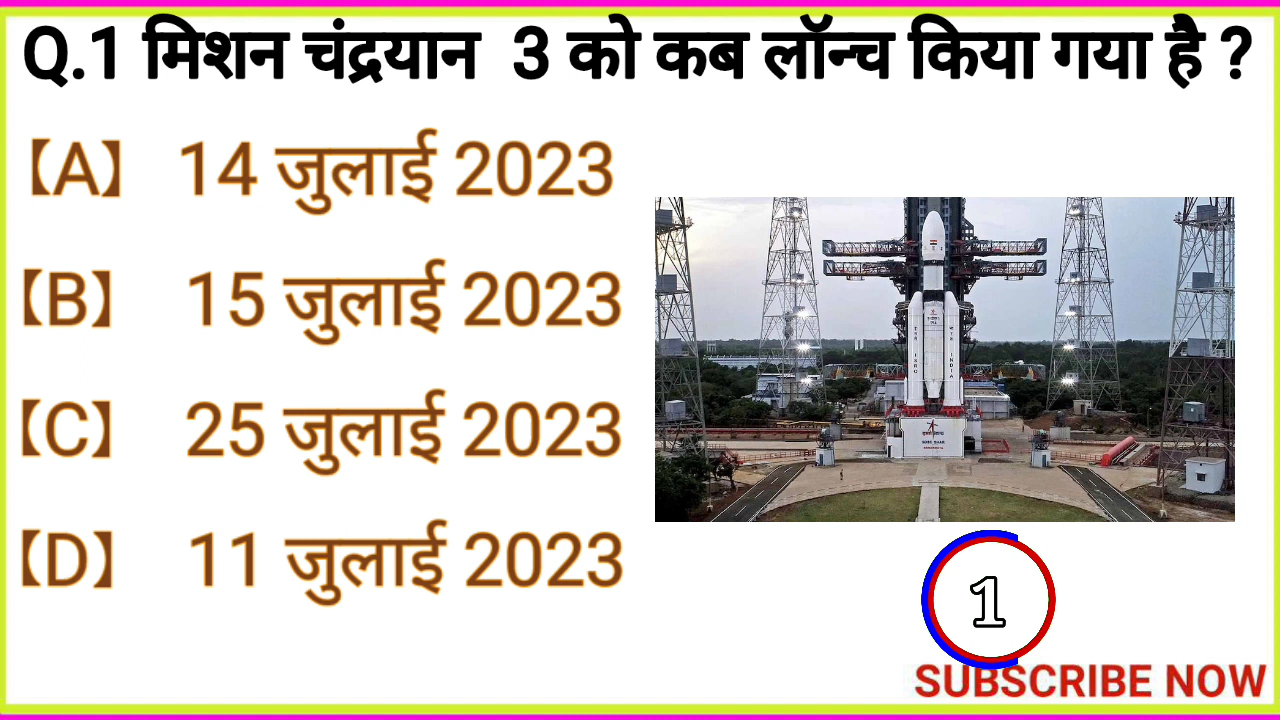 Q.1 मिशन चंद्रयान 3 को कब लॉन्च किया गया है ?
【A】 14 जुलाई 2023
【B】 15 जुलाई 2023
【C】 25 जुलाई 2023
【D】 11 जुलाई 2023
1
SUBSCRIBE NOW